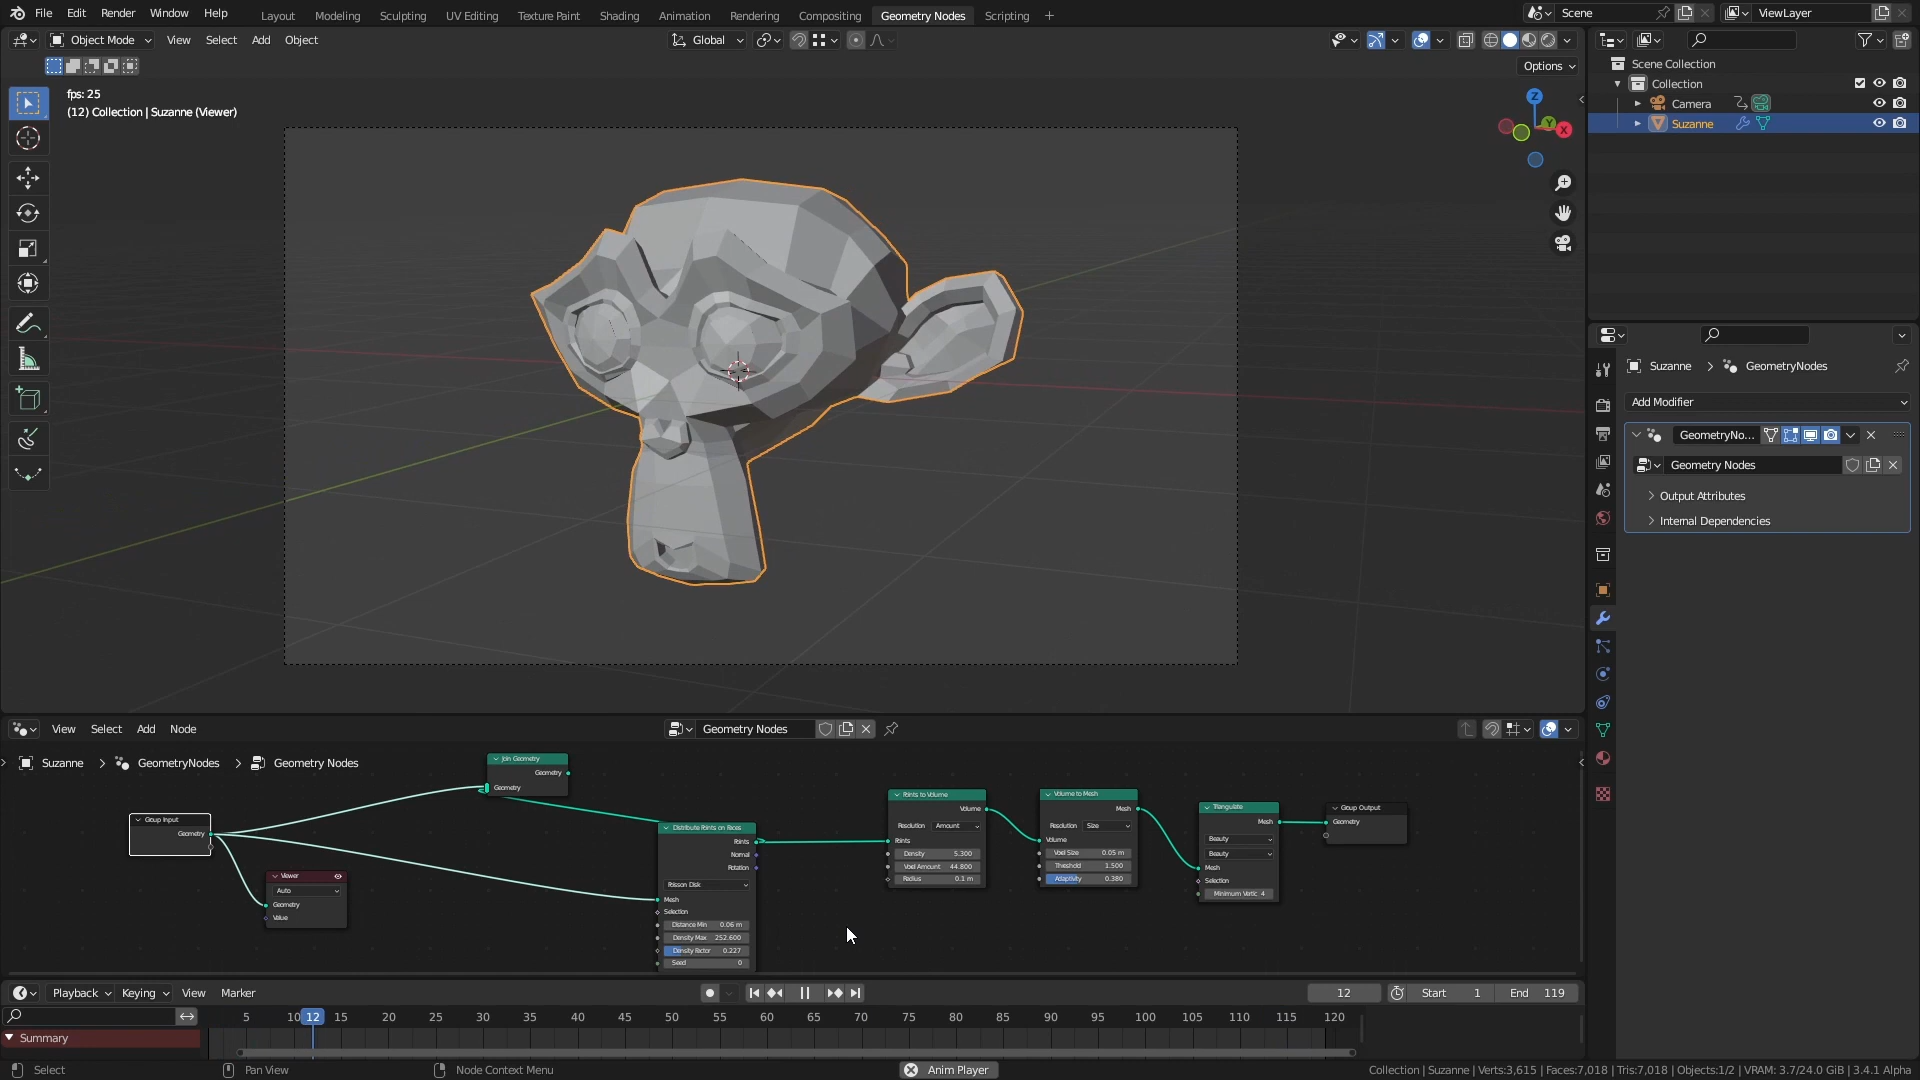 File Edit Render Window Help
Layout Modeling Sculpting UV Editing Texture Paint Shading Animation Rendering Compositing Geometry Nodes Scripting +
Scene
ViewLayer
Object Mode View Select Add Object
Global
Options
fps: 25
(12) Collection | Suzanne (Viewer)
Z
Y
X
Scene Collection
Collection
Camera
Suzanne
Suzanne > GeometryNodes
Add Modifier
GeometryNo...
Geometry Nodes
Output Attributes
Internal Dependencies
View Select Add Node
Geometry Nodes
Suzanne > GeometryNodes > Geometry Nodes
Join Geometry
Geometry
Geometry
Group Input
Geometry
Viewer
Auto
Geometry
Value
Distribute Points on Faces
Points
Normal
Rotation
Poisson Disk
Mesh
Selection
Distance Min 0.06 m
Density Max 252.600
Density Factor 0.227
Seed 0
Points to Volume
Volume
Resolution Amount
Points
Density 5.300
Voxel Amount 44.800
Radius 0.1 m
Volume to Mesh
Mesh
Resolution Size
Volume
Voxel Size 0.05 m
Threshold 1.500
Adaptivity 0.380
Triangulate
Mesh
Beauty
Beauty
Mesh
Selection
Minimum Vertic 4
Group Output
Geometry
Playback Keying View Marker
12
Start 1
End 119
5 10 12 15 20 25 30 35 40 45 50 55 60 65 70 75 80 85 90 95 100 105 110 115 120
Summary
Select
Pan View
Node Context Menu
Anim Player
Collection | Suzanne | Verts:3,615 | Faces:7,018 | Tris:7,018 | Objects:1/2 | VRAM: 3.7/24.0 GiB | 3.4.1 Alpha